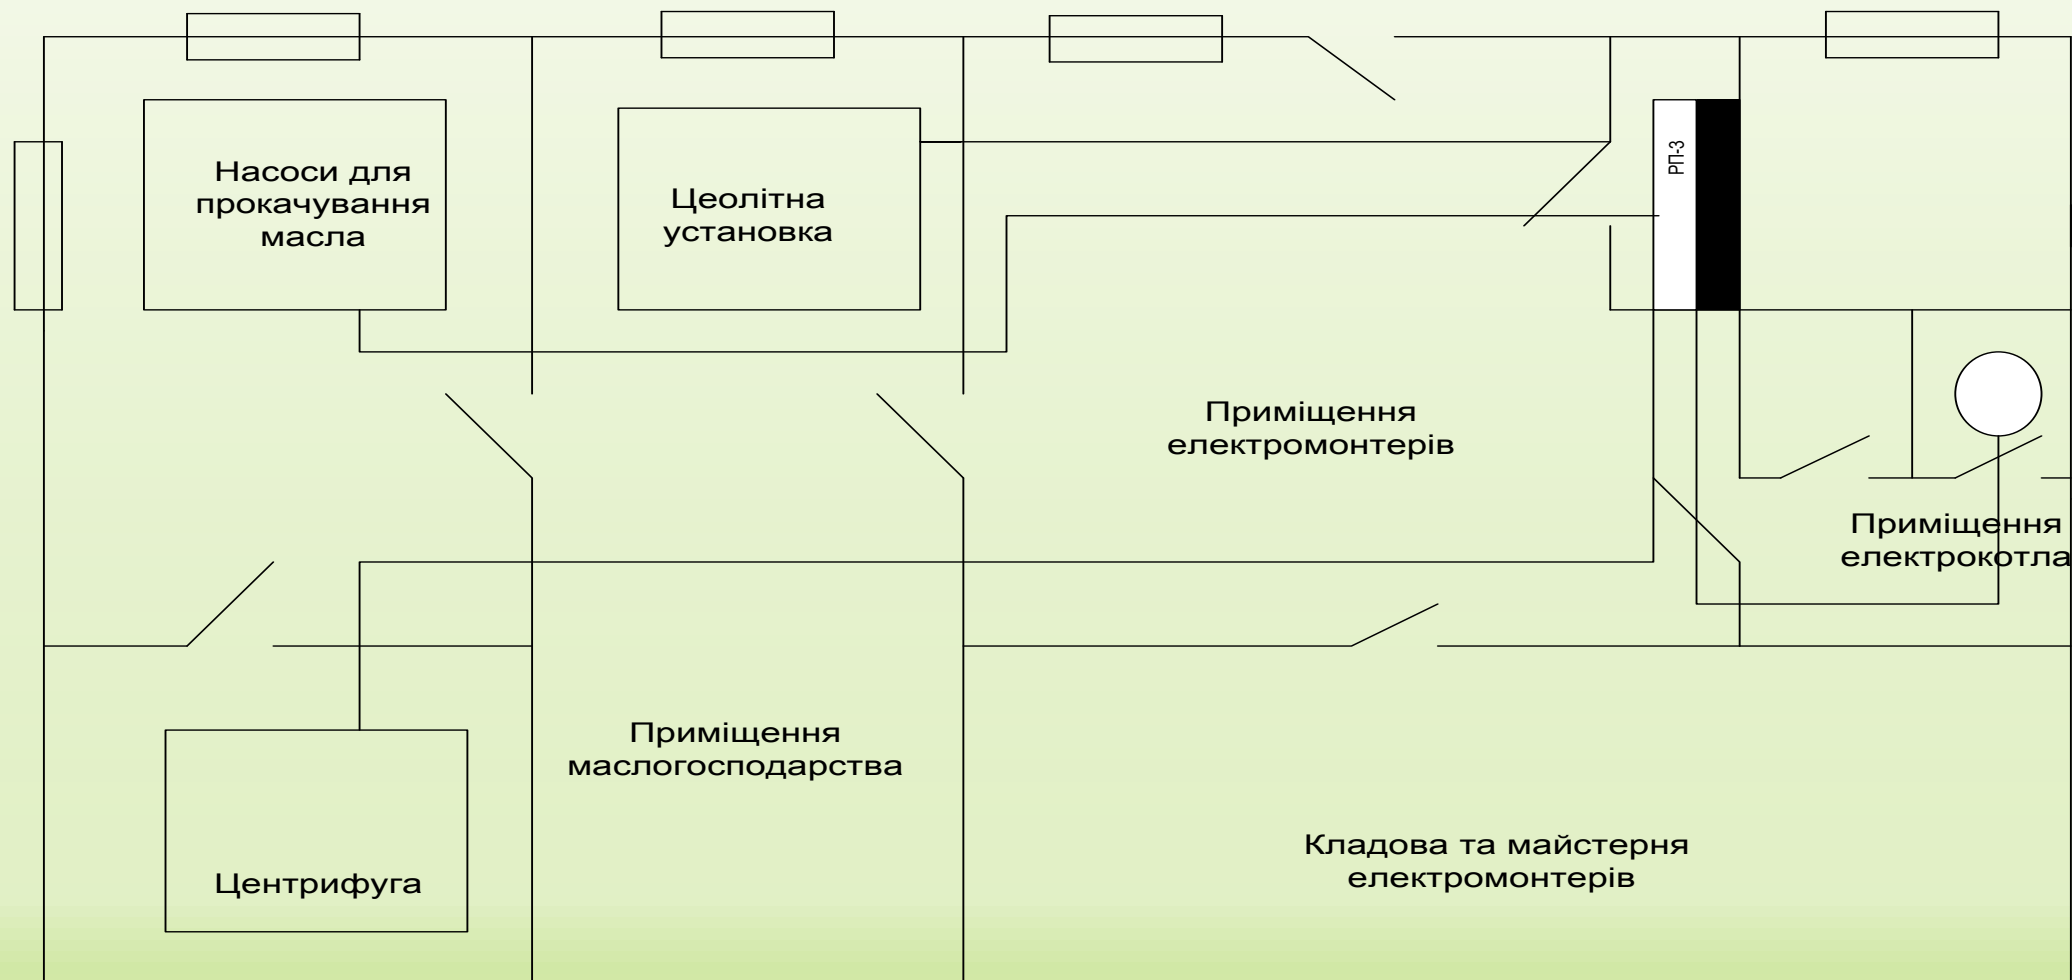 Насоси для
прокачування
масла
Цеолітна
установка
РП-3
Приміщення
електромонтерів
Приміщення
електрокотла
Приміщення
маслогосподарства
Кладова та майстерня
електромонтерів
Центрифуга